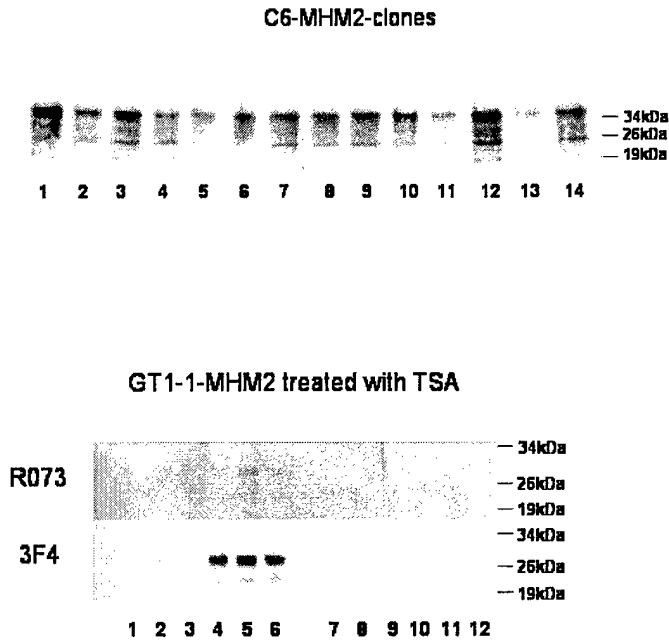 C6-MHM2-clones
34kDa
26kDa
19kDa
1 2 3 4 5 6 7 8 9 10 11 12 13 14
GT1-1-MHM2 treated with TSA
R073
34kDa
26kDa
19kDa
3F4
34kDa
26kDa
19kDa
1 2 3 4 5 6 7 8 9 10 11 12